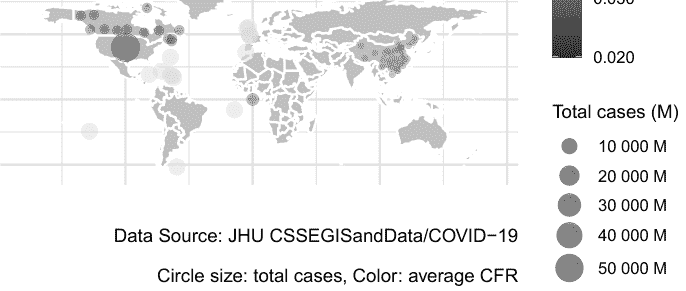 0.020
Total cases (M)
10 000 M
20 000 M
30 000 M
40 000 M
50 000 M
Data Source: JHU CSSEGISandData/COVID−19
Circle size: total cases, Color: average CFR